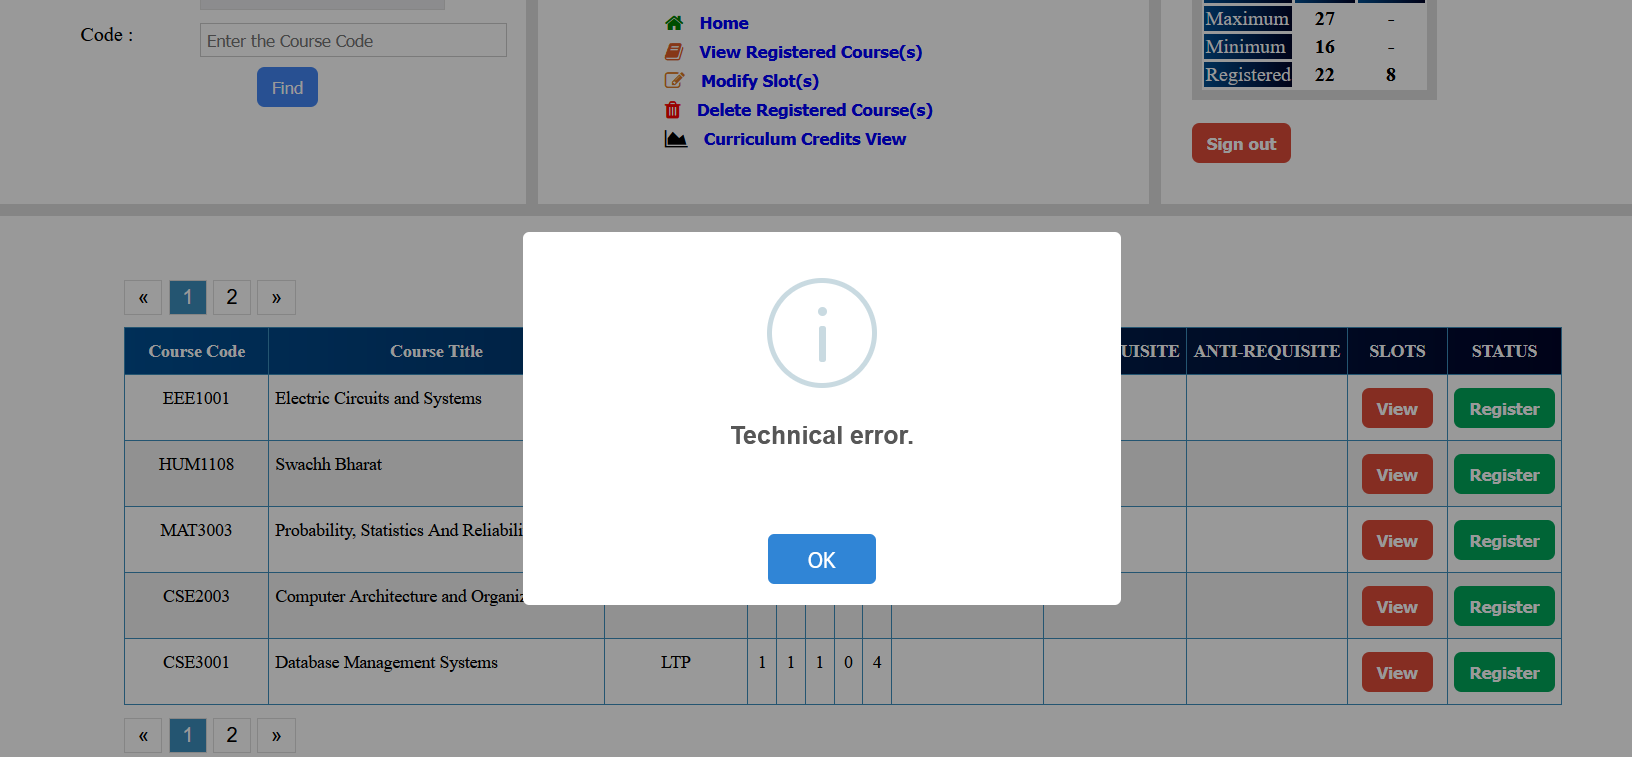 Code :
Enter the Course Code
Find
Home
View Registered Course(s)
Modify Slot(s)
Delete Registered Course(s)
Curriculum Credits View
Maximum 27 -
Minimum 16 -
Registered 22 8
Sign out
« 1 2 »
Course Code Course Title UISITE ANTI-REQUISITE SLOTS STATUS
EEE1001 Electric Circuits and Systems View Register
HUM1108 Swachh Bharat View Register
MAT3003 Probability, Statistics And Reliabili View Register
CSE2003 Computer Architecture and Organiz View Register
CSE3001 Database Management Systems LTP 1 1 1 0 4 View Register
« 1 2 »
Technical error.
OK